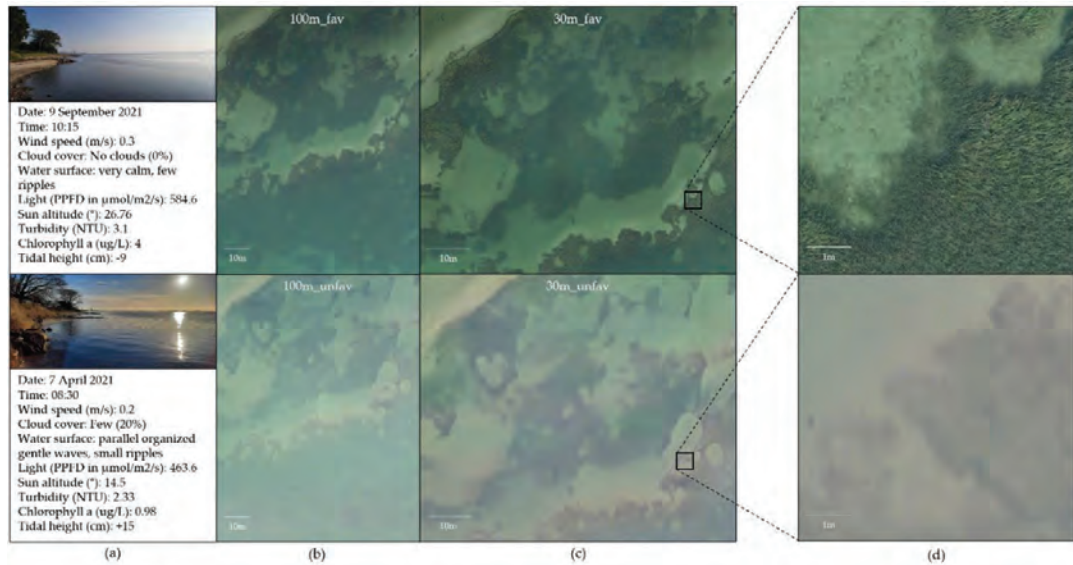 100m_fav
30m_fav
Date: 9 September 2021
Time: 10:15
Wind speed (m/s): 0.3
Cloud cover: No clouds (0%)
Water surface: very calm, few
ripples
Light (PPFD in µmol/m2/s): 584.6
Sun altitude (°): 26.76
Turbidity (NTU): 3.1
Chlorophyll a (ug/L): 4
Tidal height (cm): -9
10m
10m
1m
100m_unfav
30m_unfav
Date: 7 April 2021
Time: 08:30
Wind speed (m/s): 0.2
Cloud cover: Few (20%)
Water surface: parallel organized
gentle waves, small ripples
Light (PPFD in µmol/m2/s): 463.6
Sun altitude (°): 14.5
Turbidity (NTU): 2.33
Chlorophyll a (ug/L): 0.98
Tidal height (cm): +15
10m
10m
1m
(a)
(b)
(c)
(d)